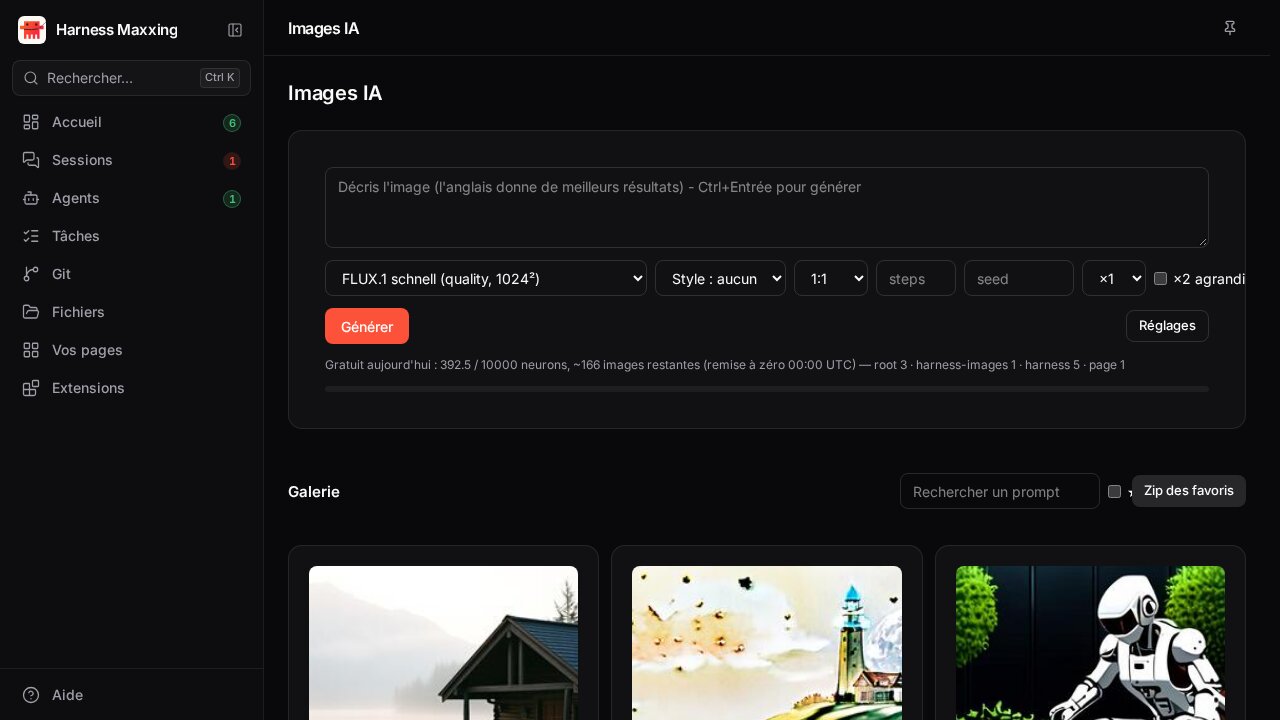 Harness Maxxing
Rechercher...
Ctrl K
Accueil
6
Sessions
1
Agents
1
Tâches
Git
Fichiers
Vos pages
Extensions
Aide
Images IA
Images IA
Décris l'image (l'anglais donne de meilleurs résultats) - Ctrl+Entrée pour générer
FLUX.1 schnell (quality, 1024²)
Style : aucun
1:1
steps
seed
×1
×2 agrandi
Générer
Réglages
Gratuit aujourd'hui : 392.5 / 10000 neurons, ~166 images restantes (remise à zéro 00:00 UTC) — root 3 · harness-images 1 · harness 5 · page 1
Galerie
Rechercher un prompt
Zip des favoris